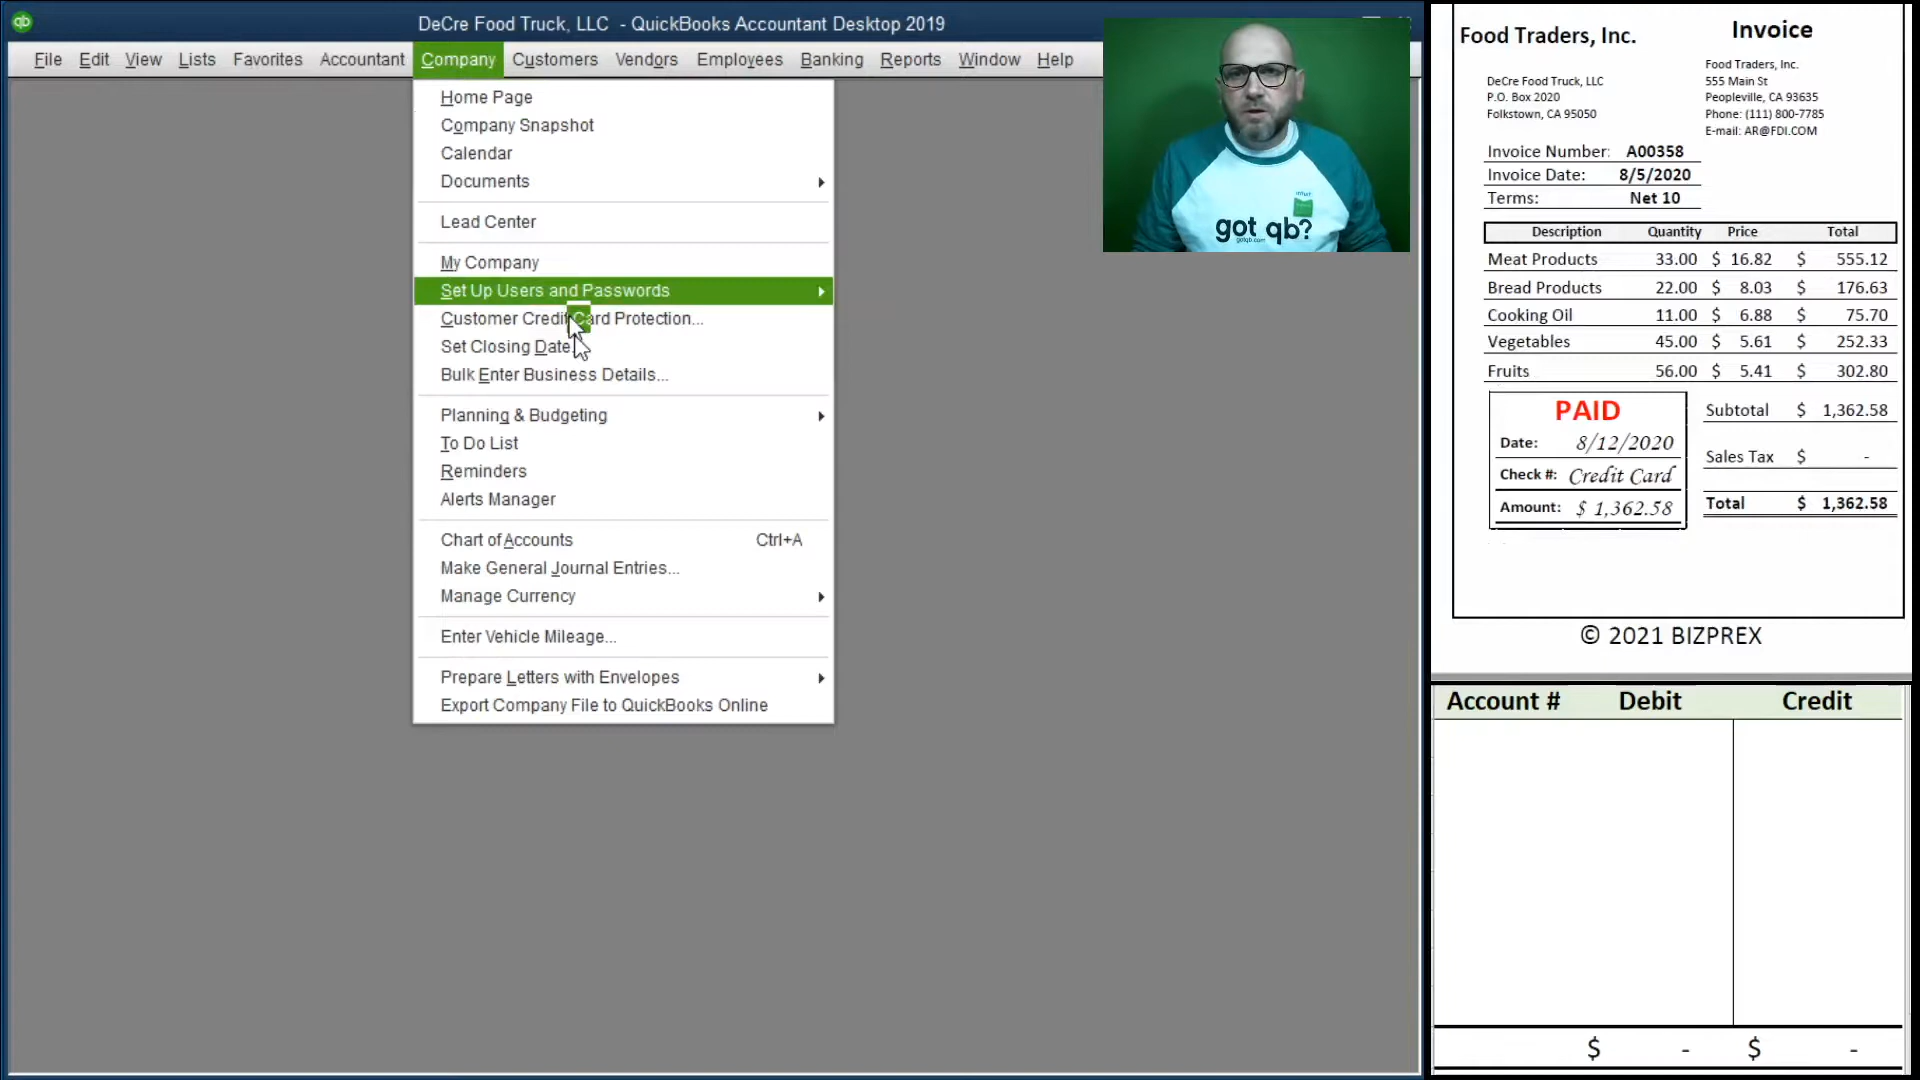 DeCre Food Truck, LLC - QuickBooks Accountant Desktop 2019
File Edit View Lists Favorites Accountant Company Customers Vendors Employees Banking Reports Window Help
Home Page
Company Snapshot
Calendar
Documents
Lead Center
My Company
Set Up Users and Passwords
Customer Credit Card Protection...
Set Closing Date
Bulk Enter Business Details...
Planning & Budgeting
To Do List
Reminders
Alerts Manager
Chart of Accounts Ctrl+A
Make General Journal Entries...
Manage Currency
Enter Vehicle Mileage...
Prepare Letters with Envelopes
Export Company File to QuickBooks Online
qb
got qb?
Food Traders, Inc.
Invoice
DeCre Food Truck, LLC
P.O. Box 2020
Folkstown, CA 95050
Food Traders, Inc.
555 Main St
Peopleville, CA 93635
Phone: (111) 800-7785
E-mail: AR@FDI.COM
Invoice Number: A00358
Invoice Date: 8/5/2020
Terms: Net 10
Description Quantity Price Total
Meat Products 33.00 $ 16.82 $ 555.12
Bread Products 22.00 $ 8.03 $ 176.63
Cooking Oil 11.00 $ 6.88 $ 75.70
Vegetables 45.00 $ 5.61 $ 252.33
Fruits 56.00 $ 5.41 $ 302.80
PAID
Date: 8/12/2020
Check #: Credit Card
Amount: $ 1,362.58
Subtotal $ 1,362.58
Sales Tax $ -
Total $ 1,362.58
© 2021 BIZPREX
Account # Debit Credit
$ - $ -